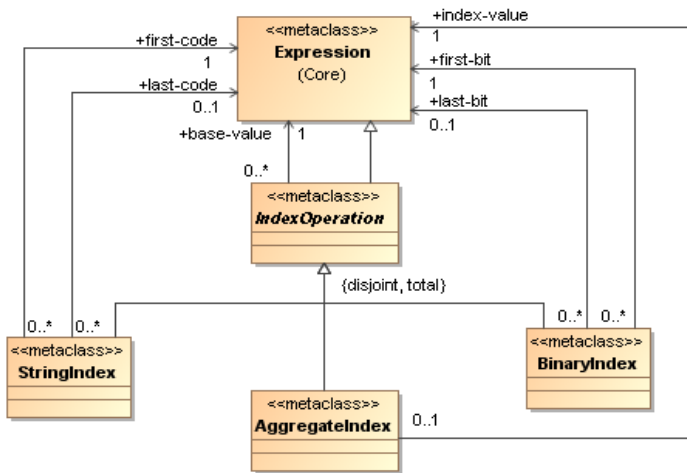 <<metaclass>>
Expression
(Core)
+index-value
1
+first-code
1
+first-bit
1
+last-code
0..1
+last-bit
0..1
+base-value
1
0..*
<<metaclass>>
IndexOperation
{disjoint, total}
0..*
0..*
0..*
0..*
<<metaclass>>
StringIndex
<<metaclass>>
BinaryIndex
<<metaclass>>
AggregateIndex
0..1